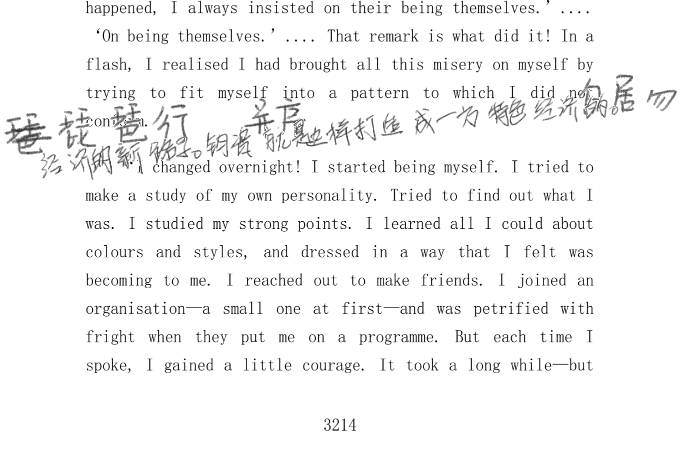 happened, I always insisted on their being themselves.’....
‘On being themselves.’.... That remark is what did it! In a
flash, I realised I had brought all this misery on myself by
trying to fit myself into a pattern to which I did not
conform.
琵琶行 就是这样打造成一为特色经济的居勿
经济的新路子。钥
changed overnight! I started being myself. I tried to
make a study of my own personality. Tried to find out what I
was. I studied my strong points. I learned all I could about
colours and styles, and dressed in a way that I felt was
becoming to me. I reached out to make friends. I joined an
organisation—a small one at first—and was petrified with
fright when they put me on a programme. But each time I
spoke, I gained a little courage. It took a long while—but
3214